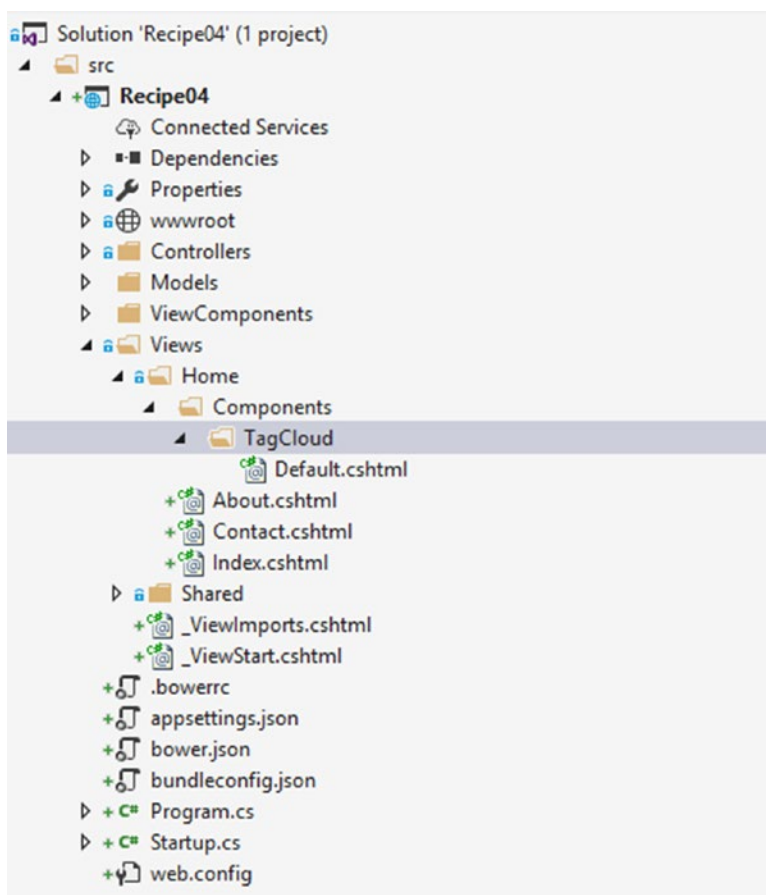 Solution 'Recipe04' (1 project)
src
Recipe04
Connected Services
Dependencies
Properties
wwwroot
Controllers
Models
ViewComponents
Views
Home
Components
TagCloud
Default.cshtml
About.cshtml
Contact.cshtml
Index.cshtml
Shared
_ViewImports.cshtml
_ViewStart.cshtml
.bowerrc
appsettings.json
bower.json
bundleconfig.json
C# Program.cs
C# Startup.cs
web.config